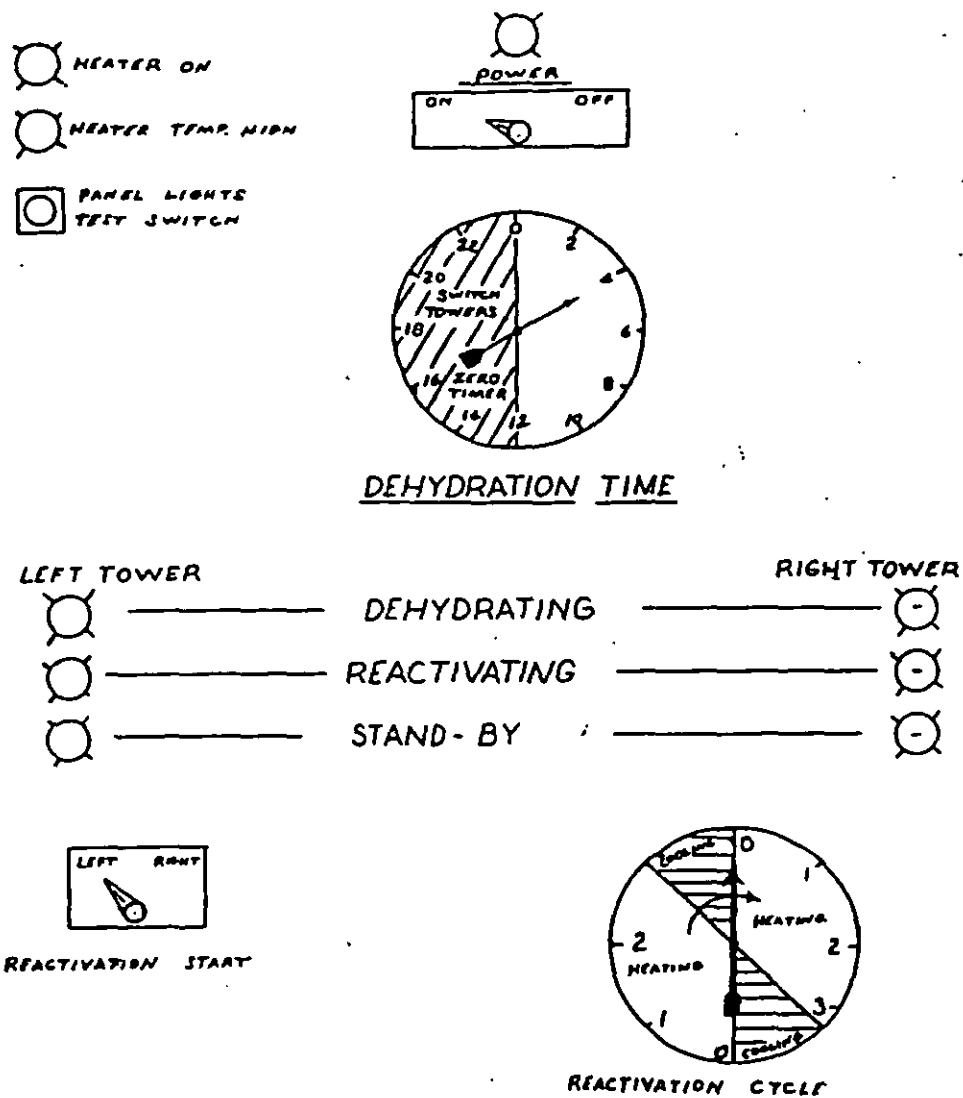 HEATER ON
HEATER TEMP. HIGH
PANEL LIGHTS
TEST SWITCH
POWER
ON OFF
0
2
4
6
8
10
12
14
16
18
20
22
SWITCH
TOWERS
ZERO
TIMER
DEHYDRATION TIME
LEFT TOWER
RIGHT TOWER
DEHYDRATING
REACTIVATING
STAND-BY
LEFT RIGHT
REACTIVATION START
COOLING
0
1
HEATING
2
3
COOLING
0
1
HEATING
2
REACTIVATION CYCLE